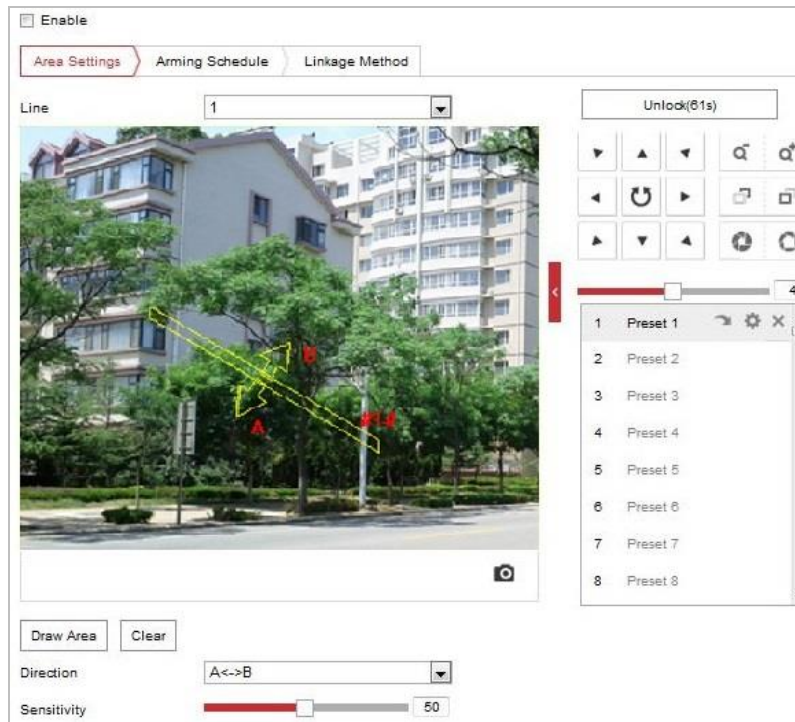 Enable
Area Settings Arming Schedule Linkage Method
Line 1
Unlock(61s)
4
B
A
#1#
1 Preset 1
2 Preset 2
3 Preset 3
4 Preset 4
5 Preset 5
6 Preset 6
7 Preset 7
8 Preset 8
Draw Area Clear
Direction A<->B
Sensitivity 50